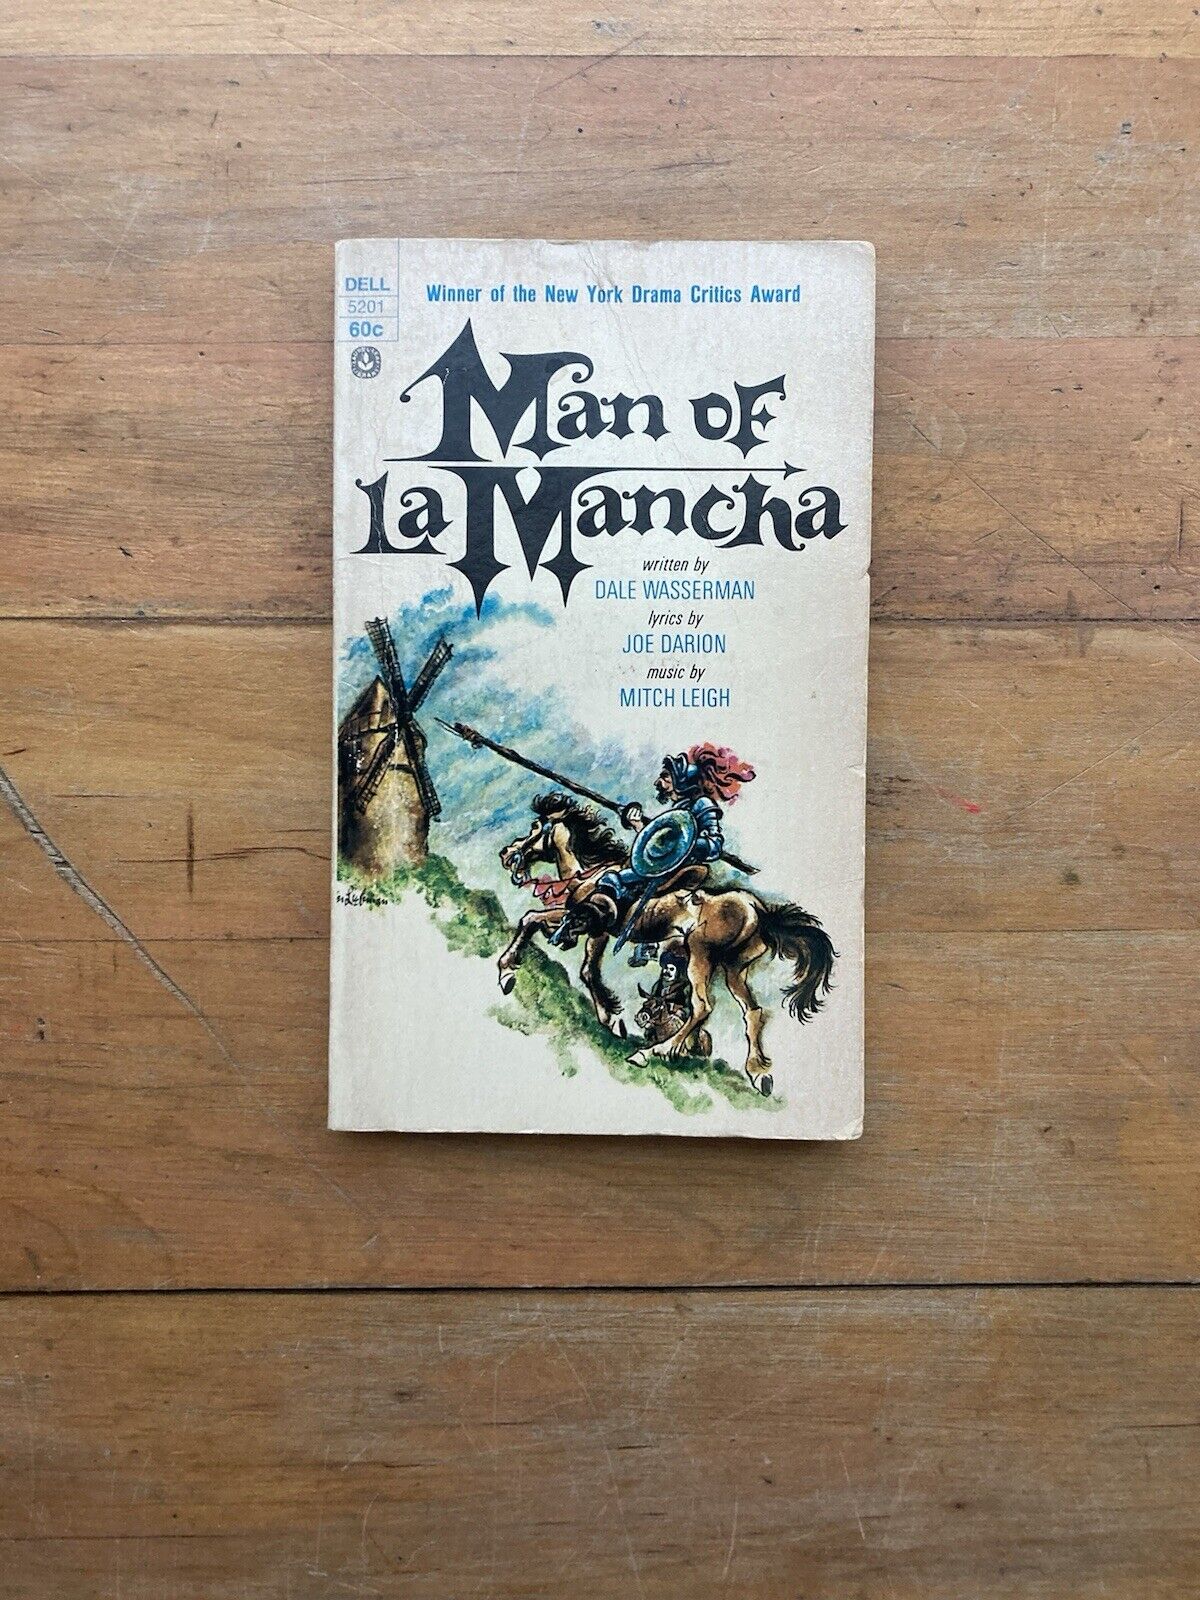 DELL
5201
60c
Winner of the New York Drama Critics Award
Man of
La Mancha
written by
DALE WASSERMAN
lyrics by
JOE DARION
music by
MITCH LEIGH